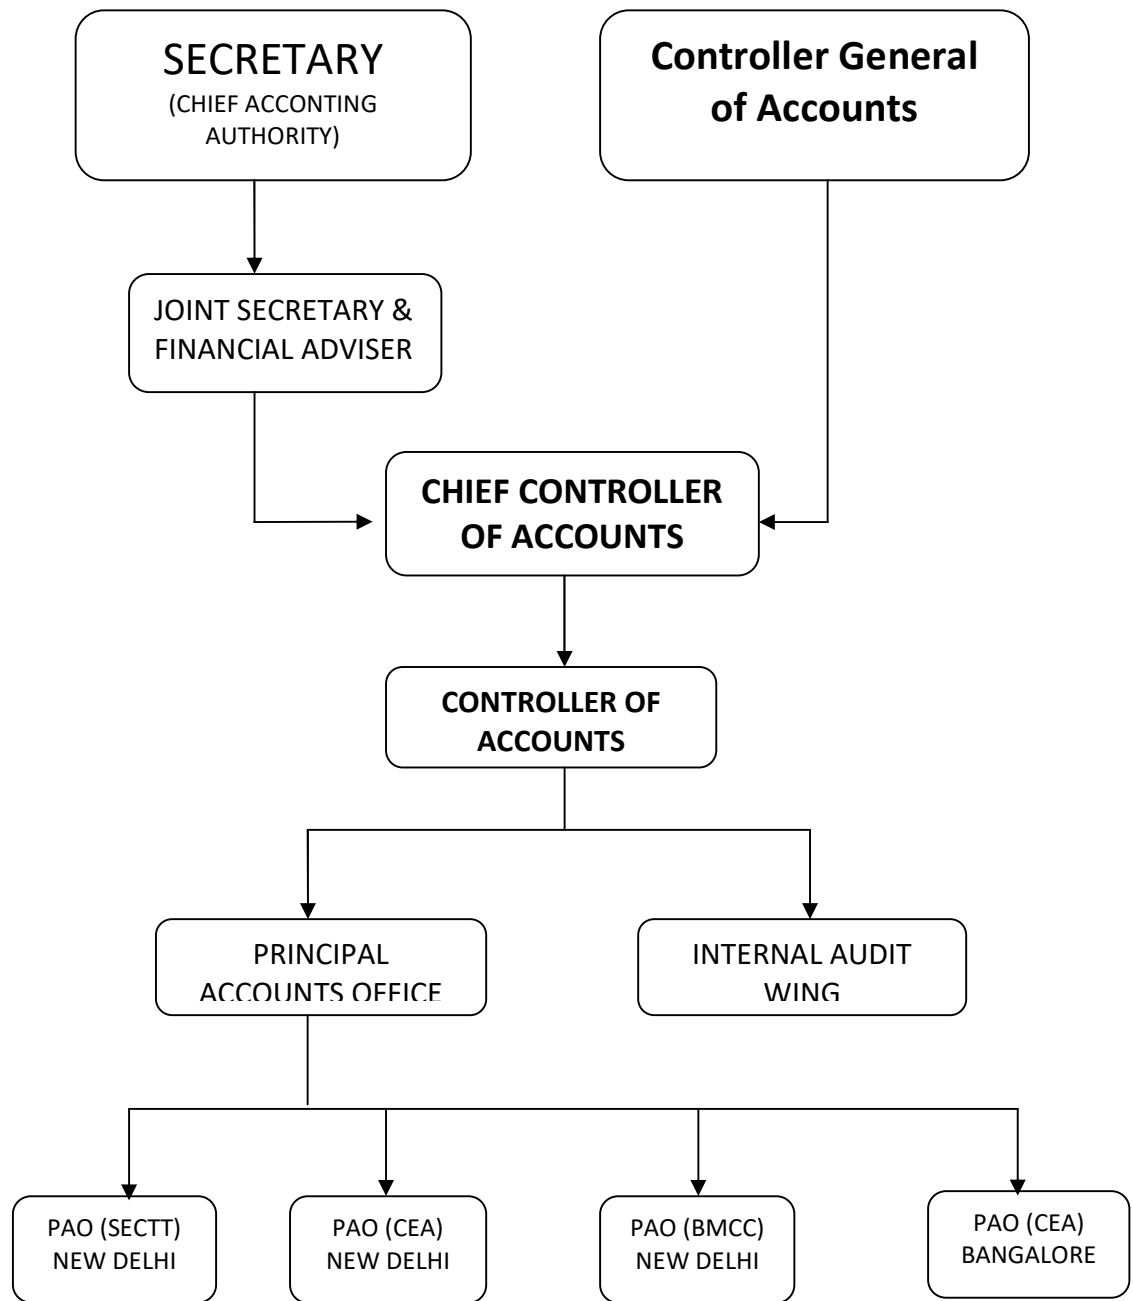 SECRETARY
(CHIEF ACCONTING
AUTHORITY)
Controller General
of Accounts
JOINT SECRETARY &
FINANCIAL ADVISER
CHIEF CONTROLLER
OF ACCOUNTS
CONTROLLER OF
ACCOUNTS
PRINCIPAL
ACCOUNTS OFFICE
INTERNAL AUDIT
WING
PAO (SECTT)
NEW DELHI
PAO (CEA)
NEW DELHI
PAO (BMCC)
NEW DELHI
PAO (CEA)
BANGALORE